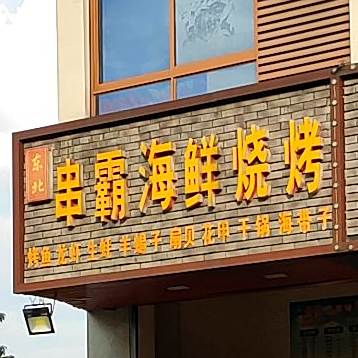 东北
串霸海鲜烧烤
烤鱼 龙虾 生蚝 羊蝎子 扇贝 花甲 干锅 海带子